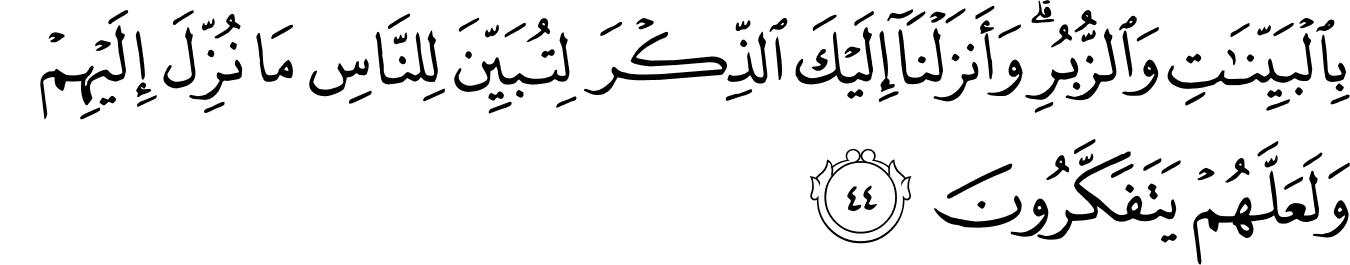 بِٱلْبَيِّنَـٰتِ وَٱلزُّبُرِ ۗ وَأَنزَلْنَآ إِلَيْكَ ٱلذِّكْرَ لِتُبَيِّنَ لِلنَّاسِ مَا نُزِّلَ إِلَيْهِمْ
وَلَعَلَّهُمْ يَتَفَكَّرُونَ ٤٤